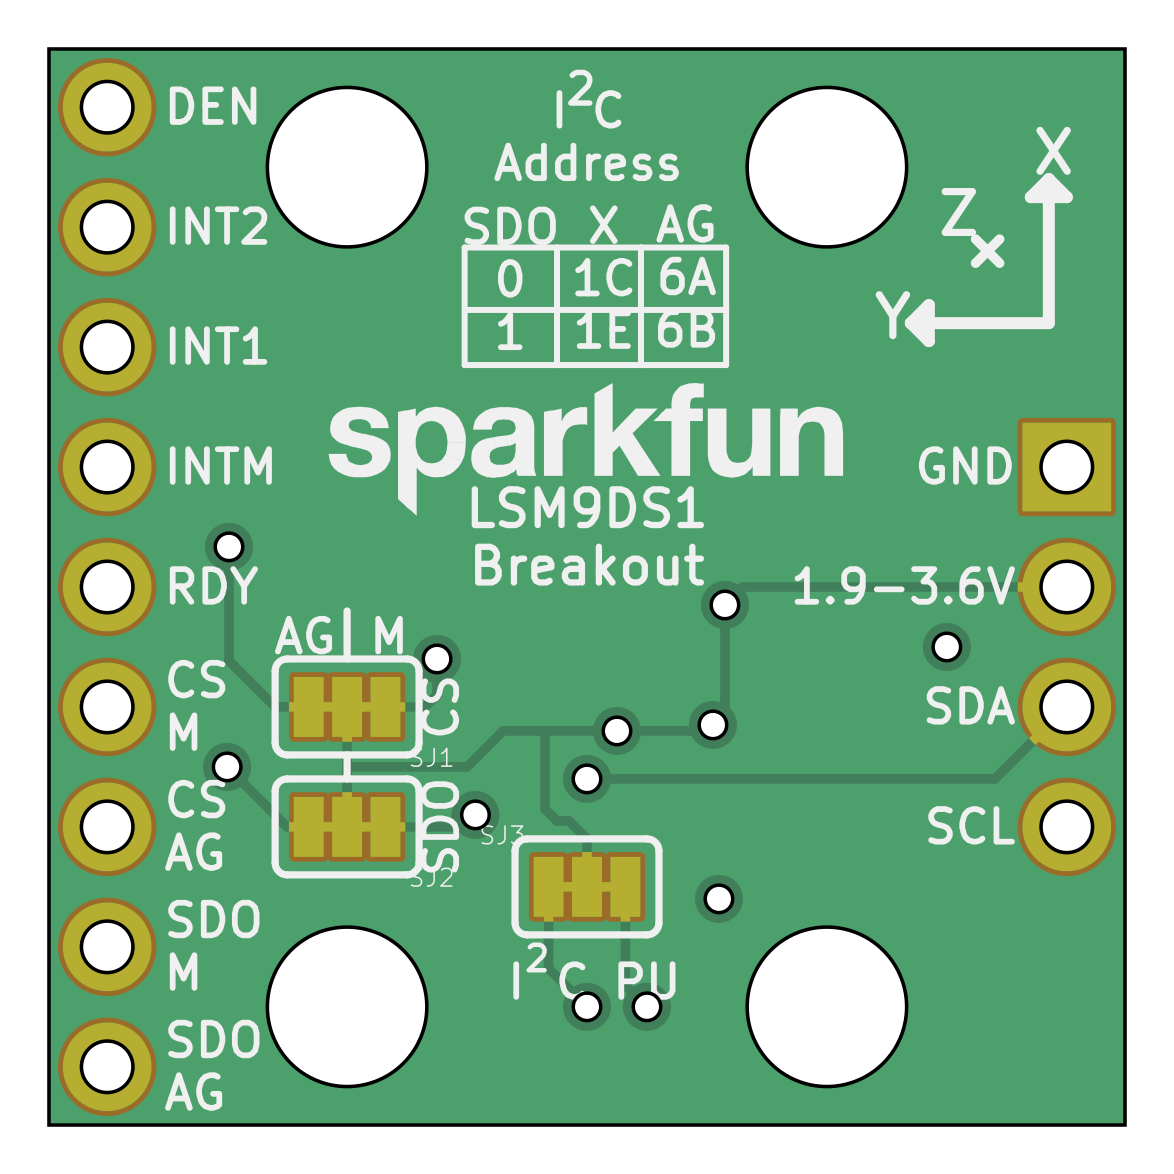 DEN
INT2
INT1
INTM
RDY
CS
M
CS
AG
SDO
M
SDO
AG
I²C
Address
SDO X AG
0 1C 6A
1 1E 6B
X
Z
Y
sparkfun
LSM9DS1
Breakout
GND
1.9-3.6V
SDA
SCL
AG M
CS
SJ1
SDO
SJ2
SJ3
I²C PU